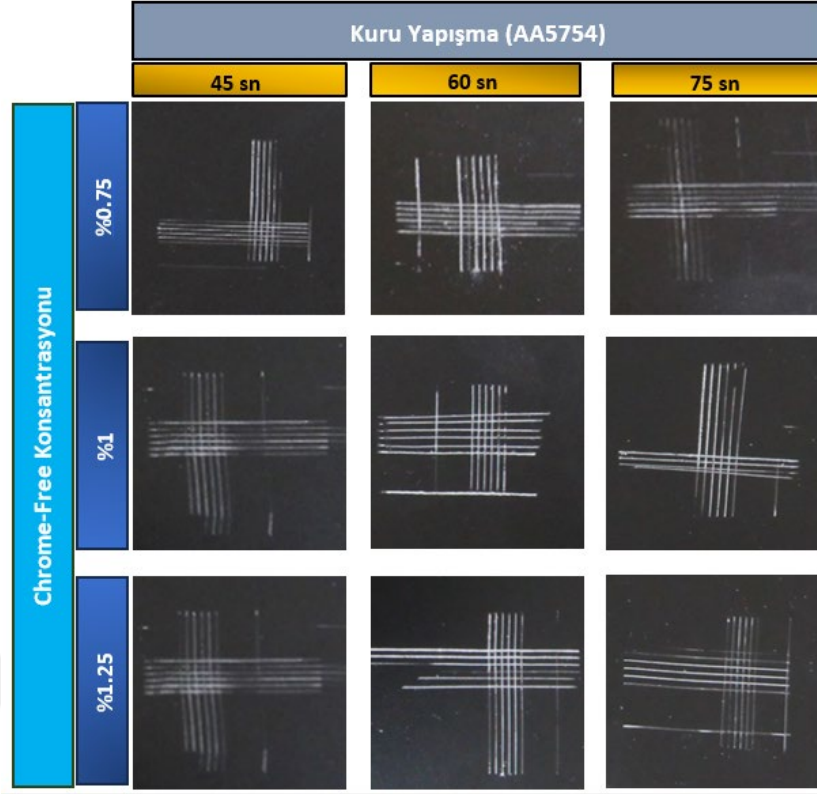 Kuru Yapışma (AA5754)
45 sn
60 sn
75 sn
Chrome-Free Konsantrasyonu
%0.75
%1
%1.25